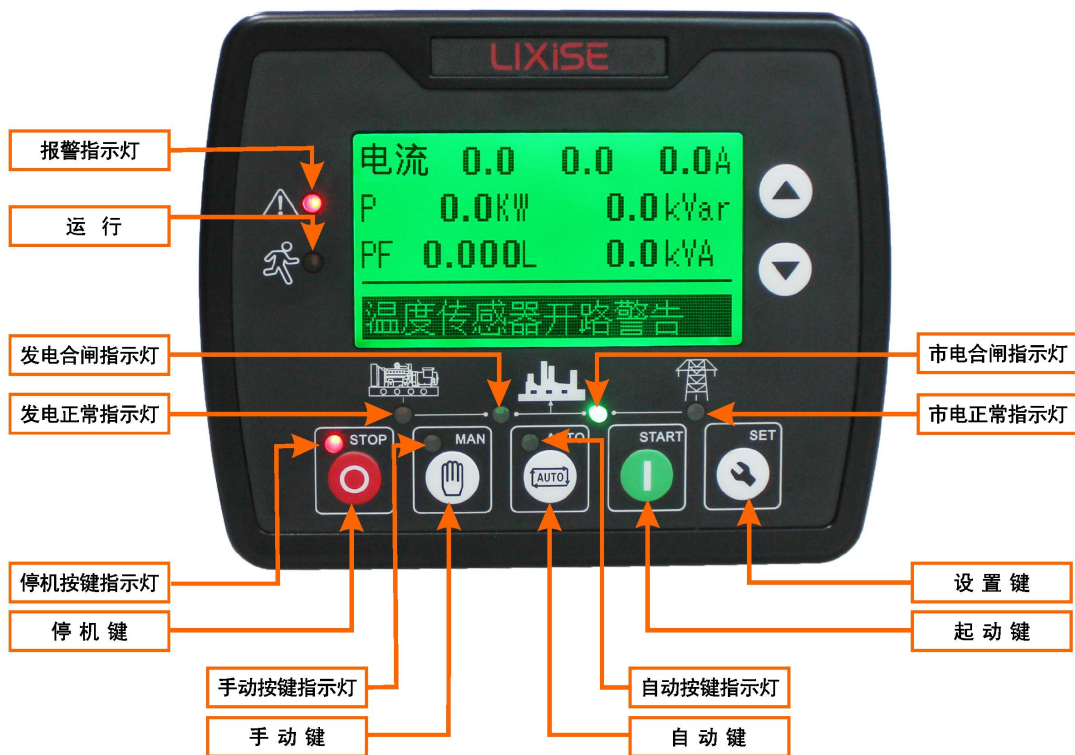 LIXiSE
报警指示灯
运 行
电流 0.0 0.0 0.0A
P 0.0KW 0.0kVar
PF 0.000L 0.0kVA
温度传感器开路警告
发电合闸指示灯
市电合闸指示灯
发电正常指示灯
市电正常指示灯
STOP
MAN
AUTO
START
SET
AUTO
停机按键指示灯
设 置 键
停 机 键
起 动 键
手动按键指示灯
自动按键指示灯
手 动 键
自 动 键